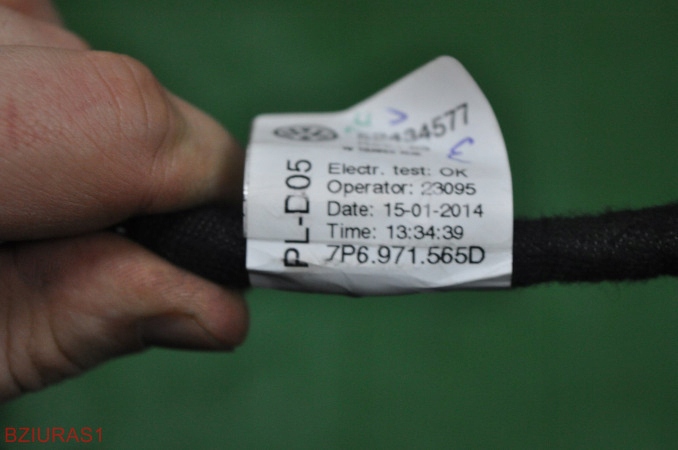 PL-D05
Electr. test: OK
Operator: 23095
Date: 15-01-2014
Time: 13:34:39
7P6.971.565D
BZIURAS1